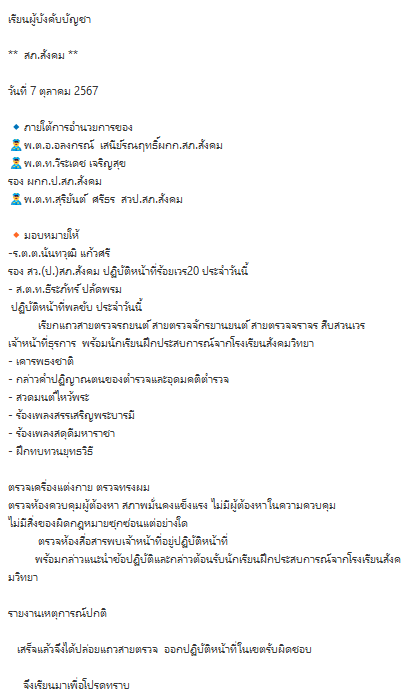 เรียนผู้บังคับบัญชา
** สภ.สังคม **
วันที่ 7 ตุลาคม 2567
🔹ภายใต้การอำนวยการของ
👮พ.ต.อ.อลงกรณ์ เสนีย์รณฤทธิ์ผกก.สภ.สังคม
👮พ.ต.ท.วีระเดช เจริญสุข
รอง ผกก.ป.สภ.สังคม
👮พ.ต.ท.สุริยันต์ ศรีธร สวป.สภ.สังคม
🔸มอบหมายให้
-ร.ต.ต.นันทวุฒิ แก้วศรี
รอง สว.(ป.)สภ.สังคม ปฏิบัติหน้าที่ร้อยเวร20 ประจำวันนี้
- ส.ต.ท.ธีระภัทร์ ปลัดพรม
ปฏิบัติหน้าที่พลขับ ประจำวันนี้
เรียกแถวสายตรวจรถยนต์ สายตรวจจักรยานยนต์ สายตรวจจราจร สืบสวนเวร
เจ้าหน้าที่ธุรการ พร้อมนักเรียนฝึกประสบการณ์จากโรงเรียนสังคมวิทยา
- เคารพธงชาติ
- กล่าวคำปฏิญาณตนของตำรวจและอุดมคติตำรวจ
- สวดมนต์ไหว้พระ
- ร้องเพลงสรรเสริญพระบารมี
- ร้องเพลงสดุดีมหาราชา
- ฝึกทบทวนยุทธวิธี
ตรวจเครื่องแต่งกาย ตรวจทรงผม
ตรวจห้องควบคุมผู้ต้องหา สภาพมั่นคงแข็งแรง ไม่มีผู้ต้องหาในความควบคุม
ไม่มีสิ่งของผิดกฎหมายซุกซ่อนแต่อย่างใด
ตรวจห้องสื่อสารพบเจ้าหน้าที่อยู่ปฏิบัติหน้าที่
พร้อมกล่าวแนะนำข้อปฏิบัติและกล่าวต้อนรับนักเรียนฝึกประสบการณ์จากโรงเรียนสังค
มวิทยา
รายงานเหตุการณ์ปกติ
เสร็จแล้วจึงได้ปล่อยแถวสายตรวจ ออกปฏิบัติหน้าที่ในเขตรับผิดชอบ
จึงเรียนมาเพื่อโปรดทราบ